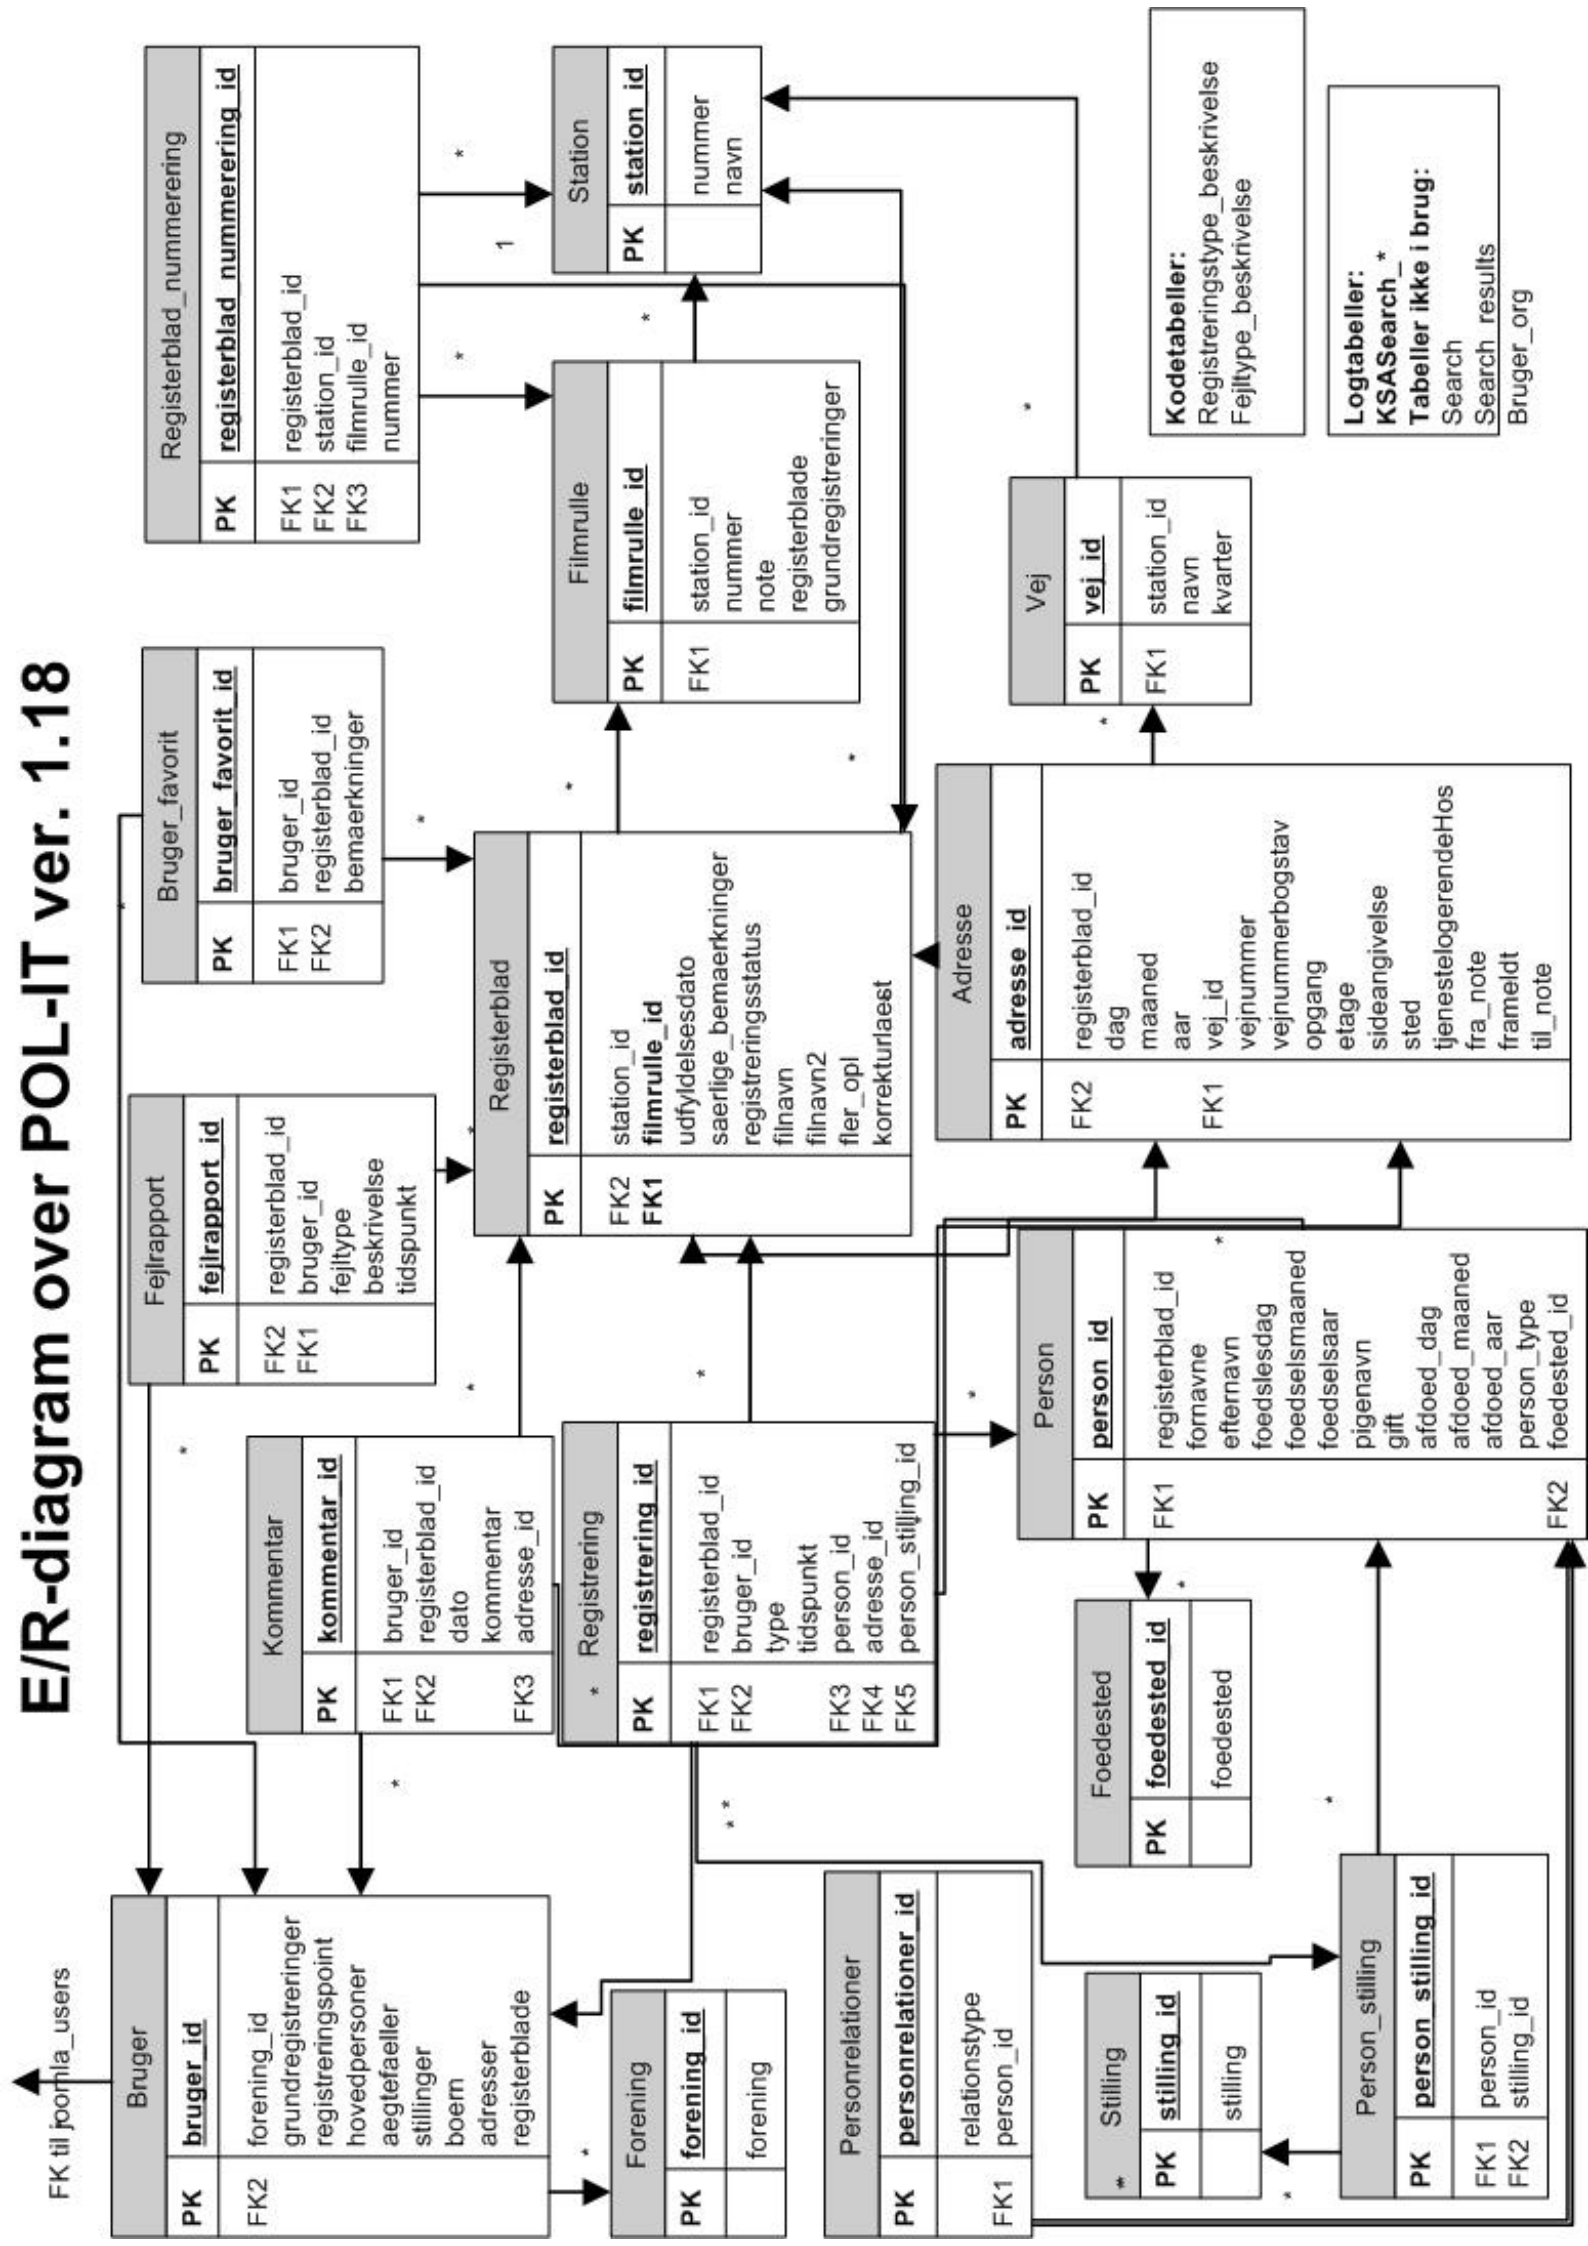 E/R-diagram over POL-IT ver. 1.18
FK til joomla_users
Bruger
PK bruger_id
FK2 forening_id
grundregistreringer
registreringspoint
hovedpersoner
aegtefaeller
stillinger
boern
adresser
registerblade
Fejlrapport
PK fejlrapport_id
FK2 registerblad_id
FK1 bruger_id
fejltype
beskrivelse
tidspunkt
Bruger_favorit
PK bruger_favorit_id
FK1 bruger_id
FK2 registerblad_id
bemaerkninger
Registerblad_nummerering
PK registerblad_nummerering_id
FK1 registerblad_id
FK2 station_id
FK3 filmrulle_id
nummer
Kommentar
PK kommentar_id
FK1 bruger_id
FK2 registerblad_id
dato
kommentar
FK3 adresse_id
Registerblad
PK registerblad_id
FK2 station_id
FK1 filmrulle_id
udfyldelsesdato
saerlige_bemaerkninger
registreringsstatus
filnavn
filnavn2
fler_opl
korrekturlaest
Filmrulle
PK filmrulle_id
FK1 station_id
nummer
note
registerblade
grundregistreringer
Station
PK station_id
nummer
navn
1
Forening
PK forening_id
forening
* Registrering
PK registrering_id
FK1 registerblad_id
FK2 bruger_id
type
tidspunkt
FK3 person_id
FK4 adresse_id
FK5 person_stilling_id
Personrelationer
PK personrelationer_id
relationstype
FK1 person_id
Foedested
PK foedested_id
foedested
Person
PK person_id
FK1 registerblad_id
fornavne
efternavn
foedslesdag
foedselsmaaned
foedselsaar
pigenavn
gift
afdoed_dag
afdoed_maaned
afdoed_aar
person_type
FK2 foedested_id
Adresse
PK adresse_id
FK2 registerblad_id
dag
maaned
aar
FK1 vej_id
vejnummer
vejnummerbogstav
opgang
etage
sideangivelse
sted
tjenestelogerendeHos
fra_note
frameldt
til_note
Vej
PK vej_id
FK1 station_id
navn
kvarter
** Stilling
PK stilling_id
stilling
Person_stilling
PK person_stilling_id
FK1 person_id
FK2 stilling_id
Kodetabeller:
Registreringstype_beskrivelse
Fejltype_beskrivelse
Logtabeller:
KSASearch_*
Tabeller ikke i brug:
Search
Search_results
Bruger_org